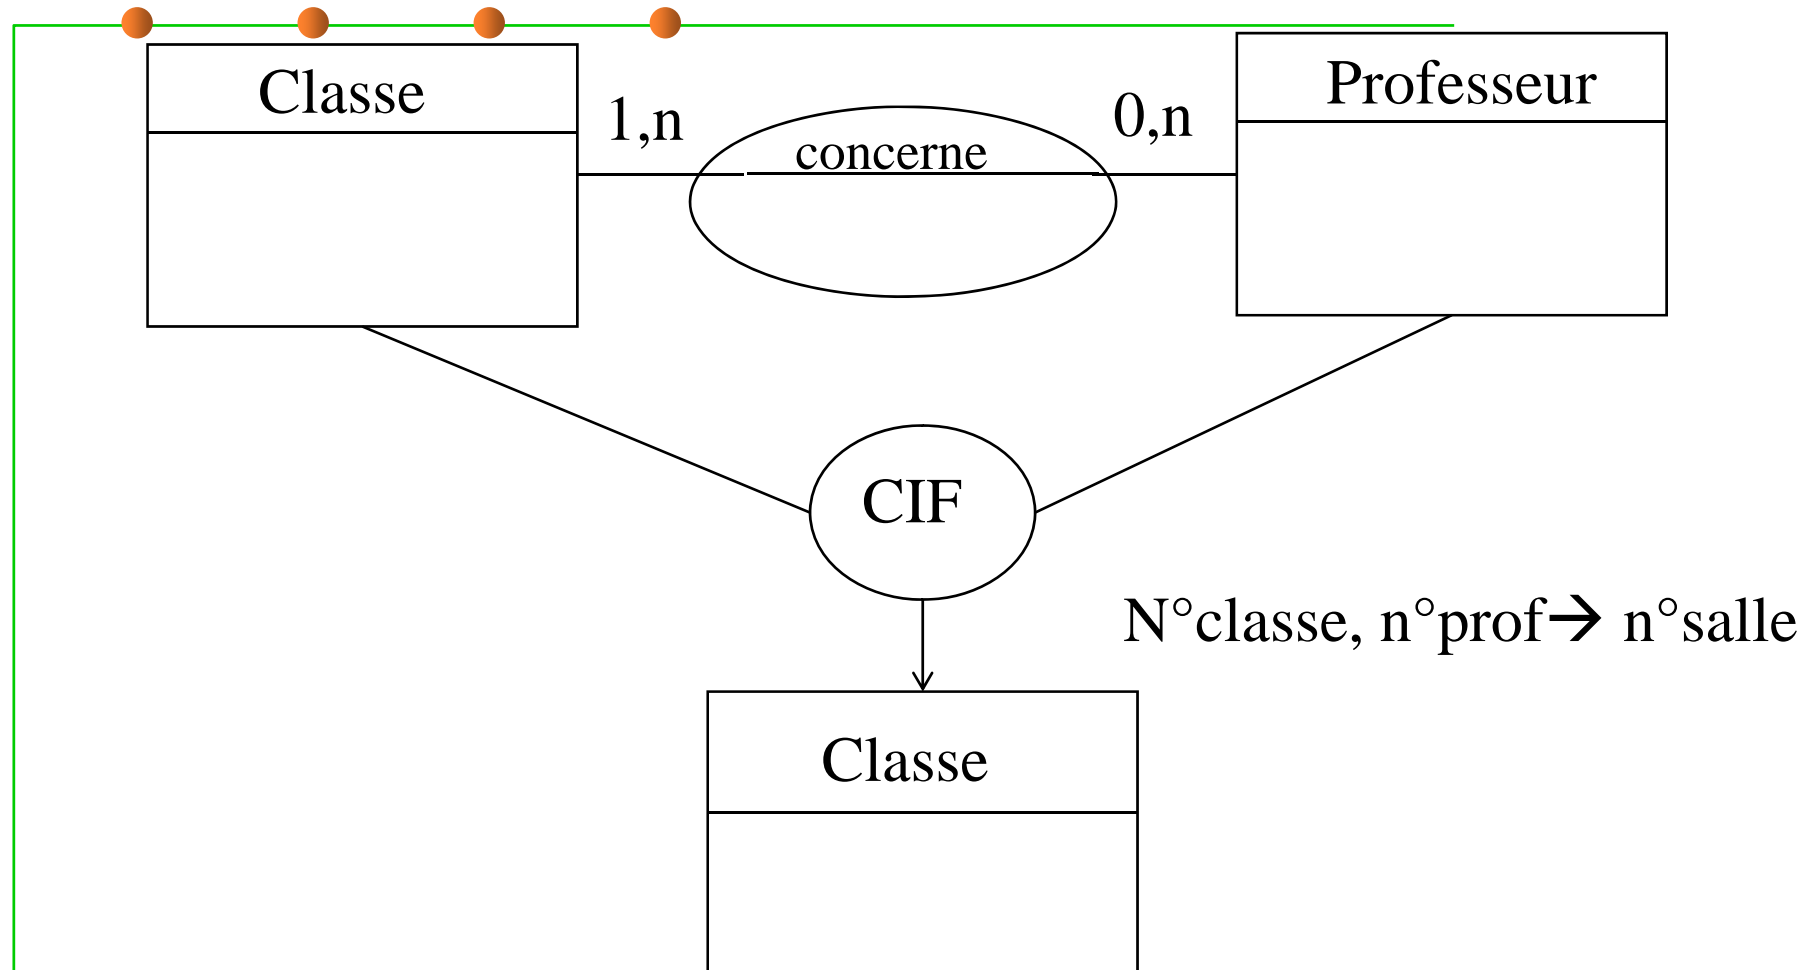 Classe
Professeur
1,n
0,n
concerne
CIF
N°classe, n°prof→ n°salle
Classe